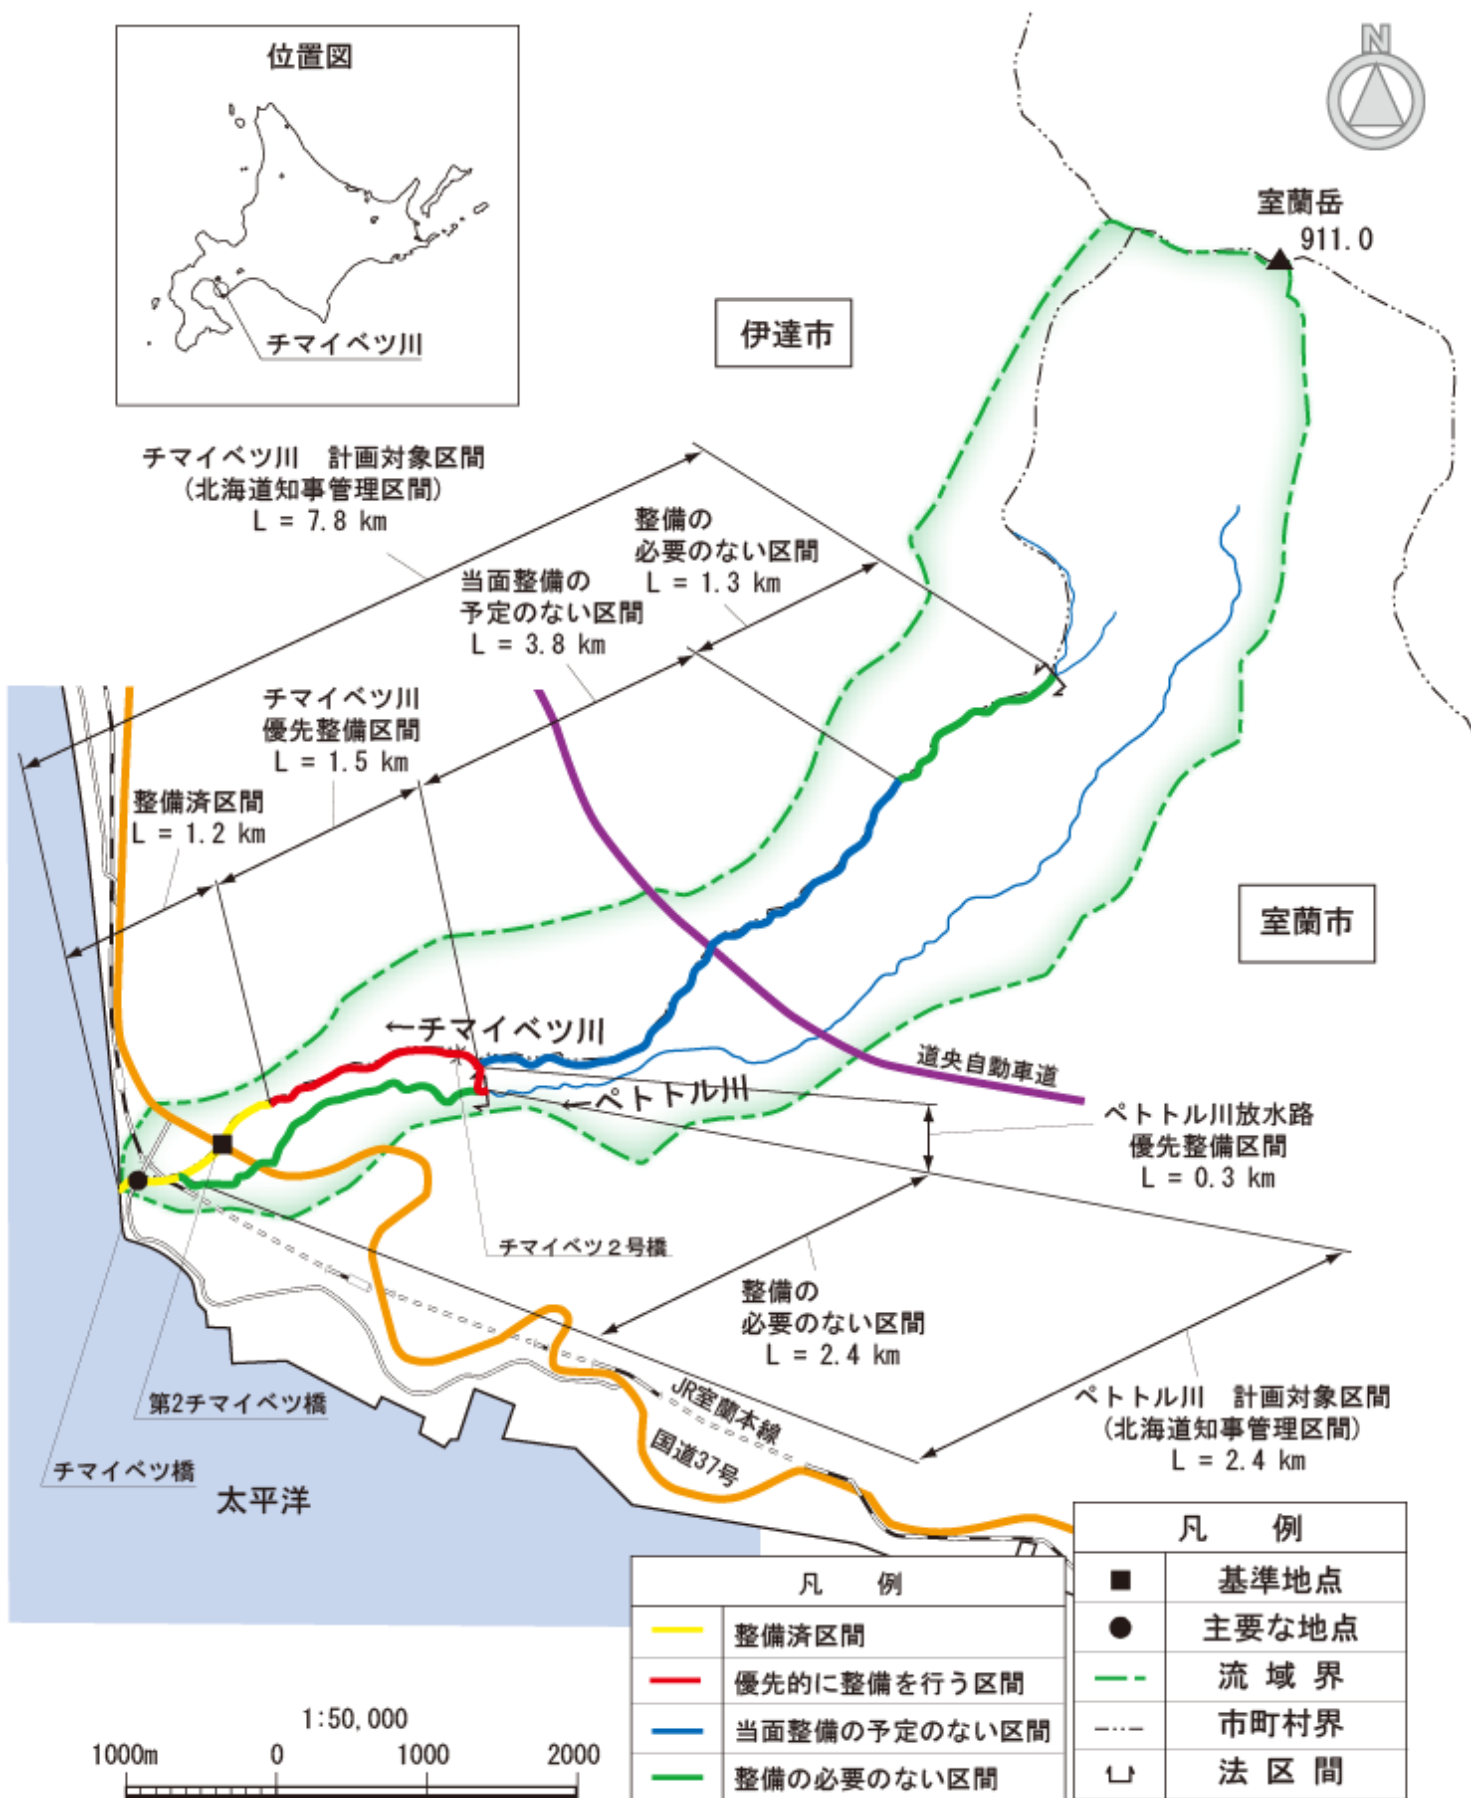 位置図
チマイベツ川
N
室蘭岳
911.0
伊達市
チマイベツ川 計画対象区間
(北海道知事管理区間)
L = 7.8 km
整備の
必要のない区間
L = 1.3 km
当面整備の
予定のない区間
L = 3.8 km
チマイベツ川
優先整備区間
L = 1.5 km
整備済区間
L = 1.2 km
室蘭市
←チマイベツ川
←ペトトル川
道央自動車道
ペトトル川放水路
優先整備区間
L = 0.3 km
チマイベツ2号橋
整備の
必要のない区間
L = 2.4 km
ペトトル川 計画対象区間
(北海道知事管理区間)
L = 2.4 km
第2チマイベツ橋
チマイベツ橋
太平洋
JR室蘭本線
国道37号
凡 例
整備済区間
優先的に整備を行う区間
当面整備の予定のない区間
整備の必要のない区間
凡 例
基準地点
主要な地点
流域界
市町村界
法区間
1:50,000
1000m 0 1000 2000